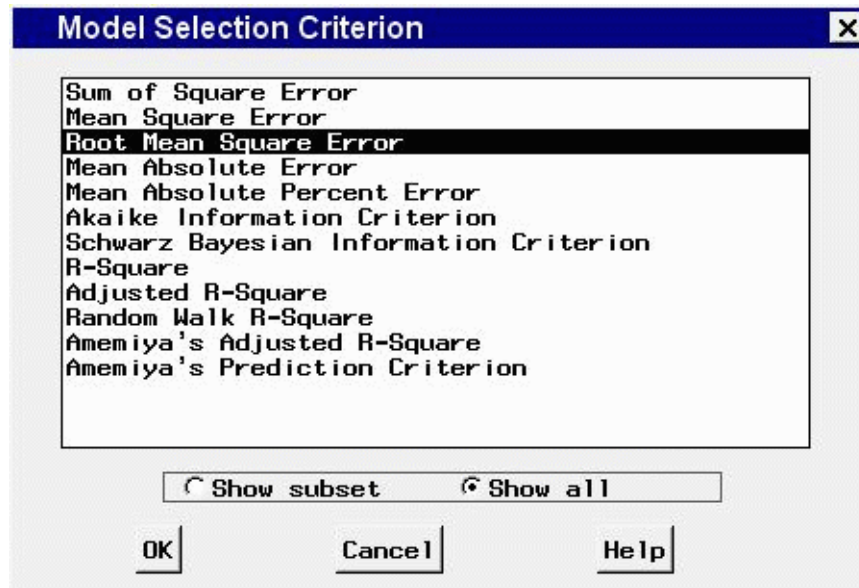 Model Selection Criterion
Sum of Square Error
Mean Square Error
Root Mean Square Error
Mean Absolute Error
Mean Absolute Percent Error
Akaike Information Criterion
Schwarz Bayesian Information Criterion
R-Square
Adjusted R-Square
Random Walk R-Square
Amemiya's Adjusted R-Square
Amemiya's Prediction Criterion
Show subset Show all
OK Cancel Help